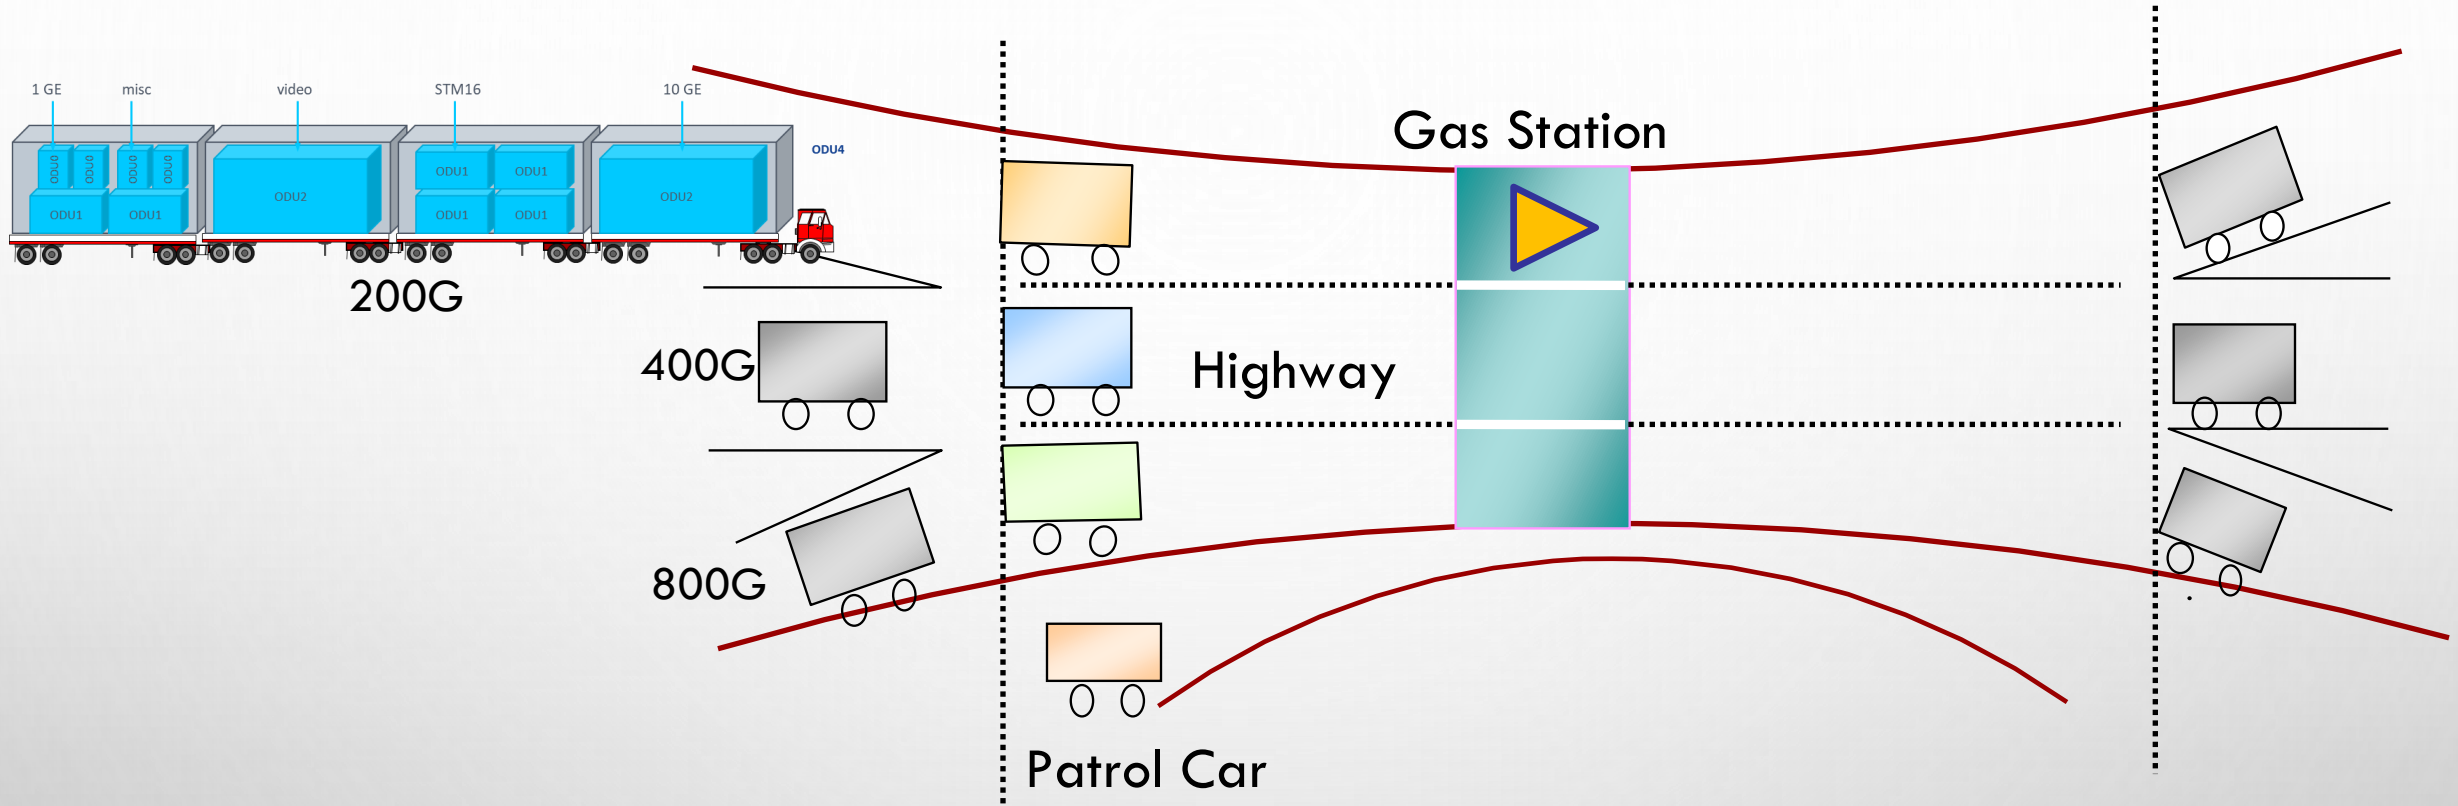 1 GE
misc
video
STM16
10 GE
ODU4
ODU0
ODU0
ODU0
ODU0
ODU1
ODU1
ODU2
ODU1
ODU1
ODU1
ODU1
ODU2
200G
400G
800G
Gas Station
Highway
Patrol Car